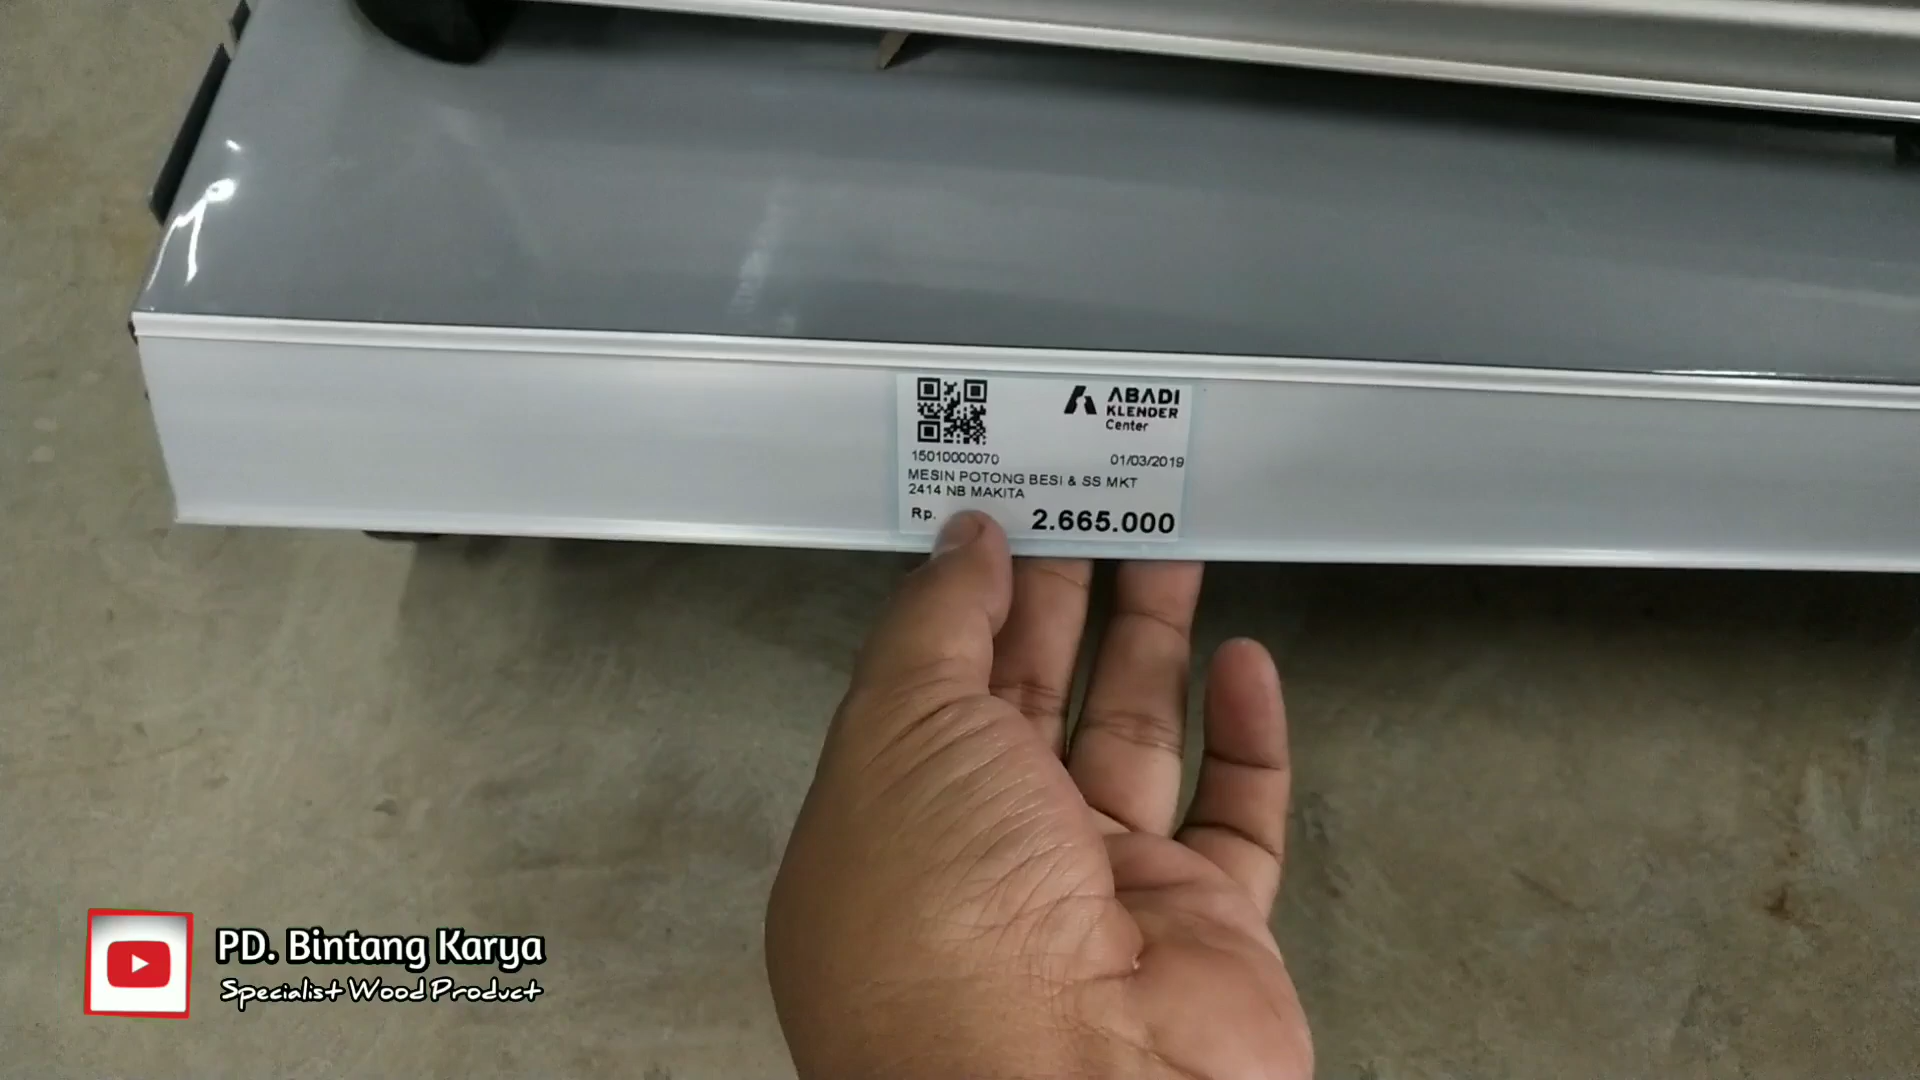 ABADI
KLENDER
Center
15010000070 01/03/2019
MESIN POTONG BESI & SS MKT
2414 NB MAKITA
Rp. 2.665.000
PD. Bintang Karya
Specialist Wood Product